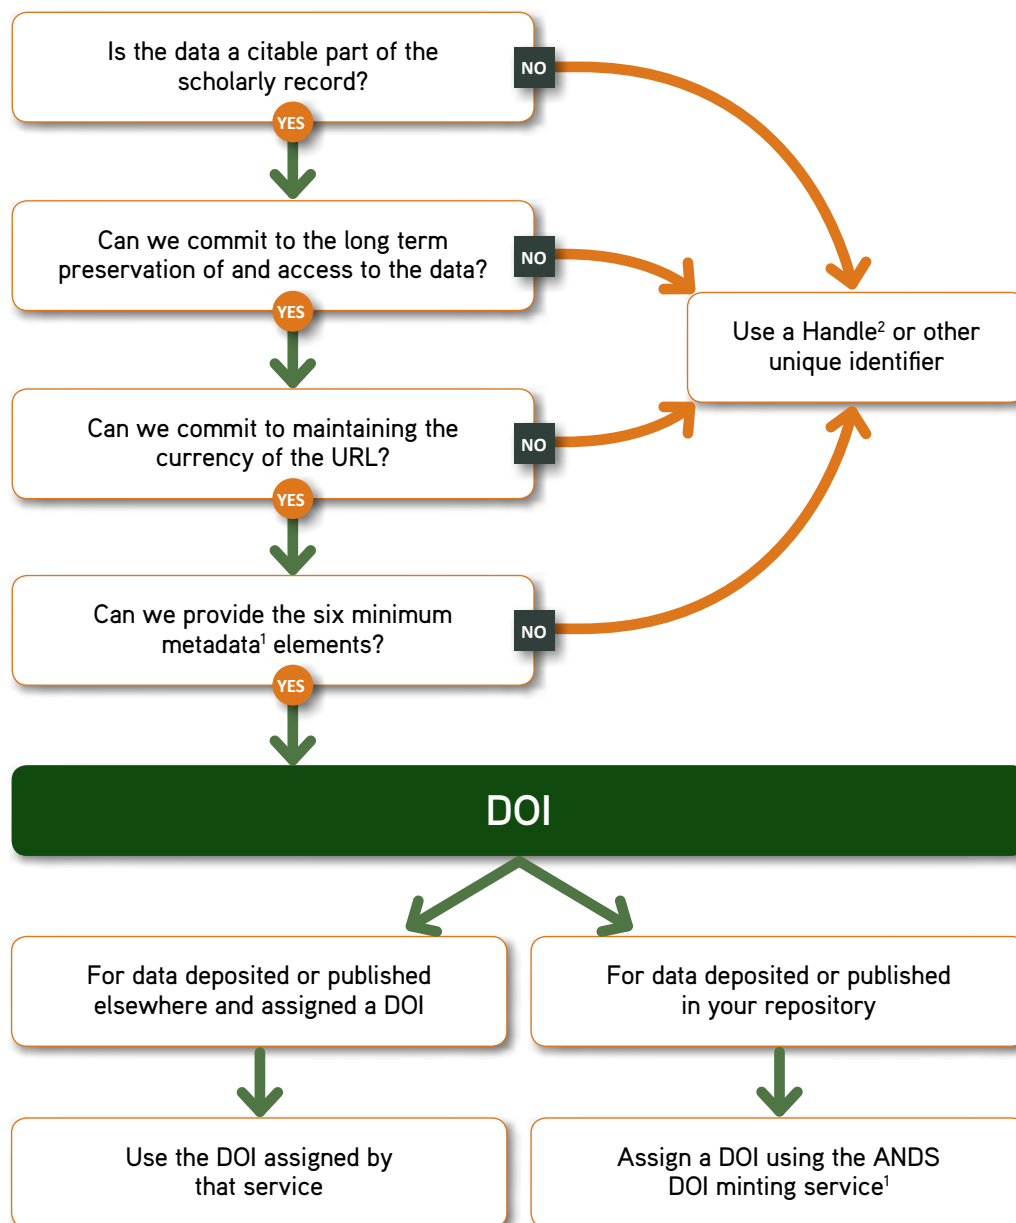 Is the data a citable part of the
scholarly record?
NO
YES
Can we commit to the long term
preservation of and access to the data?
NO
YES
Use a Handle² or other
unique identifier
Can we commit to maintaining the
currency of the URL?
NO
YES
Can we provide the six minimum
metadata¹ elements?
NO
YES
DOI
For data deposited or published
elsewhere and assigned a DOI
For data deposited or published
in your repository
Use the DOI assigned by
that service
Assign a DOI using the ANDS
DOI minting service¹